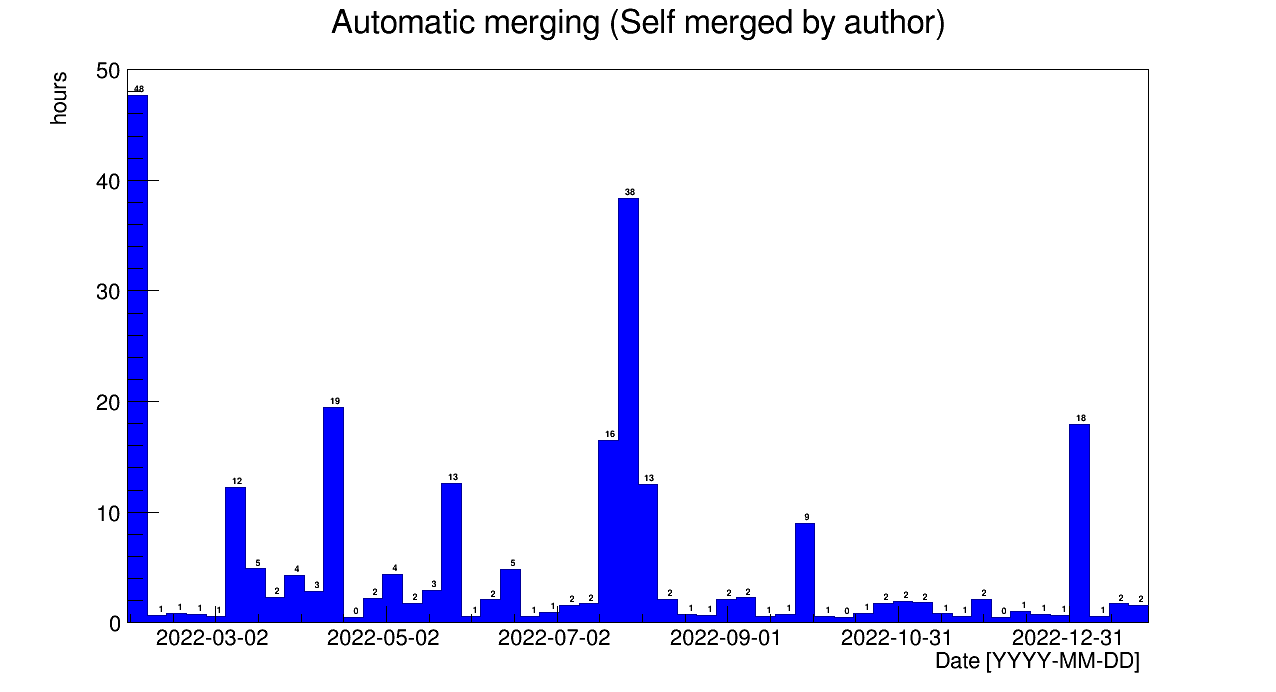 Automatic merging (Self merged by author)
hours
50
40
30
20
10
0
48 1 1 1 1 12 5 2 4 3 19 0 2 4 2 3 13 1 2 5 1 1 2 2 16 38 13 2 1 1 2 2 1 1 9 1 0 1 2 2 2 1 1 2 0 1 1 1 18 1 2 2
2022-03-02 2022-05-02 2022-07-02 2022-09-01 2022-10-31 2022-12-31
Date [YYYY-MM-DD]